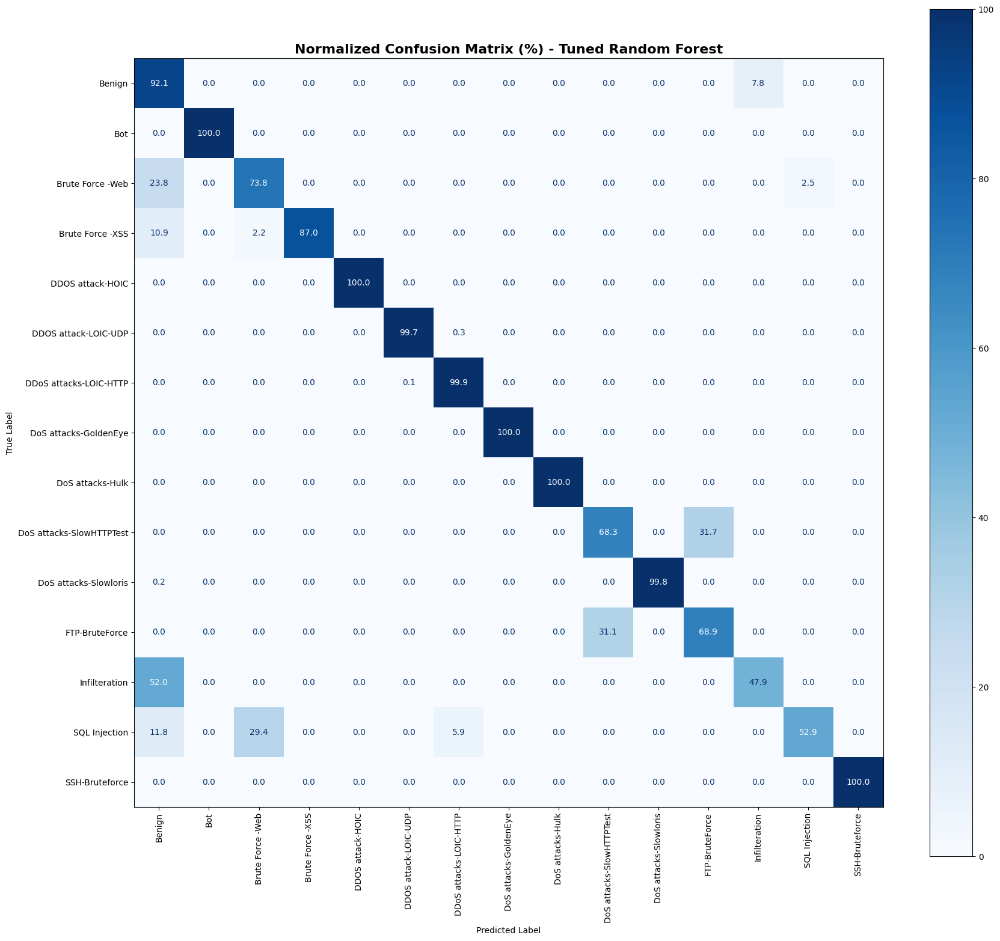 Normalized Confusion Matrix (%) - Tuned Random Forest
True Label
Benign 92.1 0.0 0.0 0.0 0.0 0.0 0.0 0.0 0.0 0.0 0.0 0.0 7.8 0.0 0.0
Bot 0.0 100.0 0.0 0.0 0.0 0.0 0.0 0.0 0.0 0.0 0.0 0.0 0.0 0.0 0.0
Brute Force -Web 23.8 0.0 73.8 0.0 0.0 0.0 0.0 0.0 0.0 0.0 0.0 0.0 0.0 2.5 0.0
Brute Force -XSS 10.9 0.0 2.2 87.0 0.0 0.0 0.0 0.0 0.0 0.0 0.0 0.0 0.0 0.0 0.0
DDOS attack-HOIC 0.0 0.0 0.0 0.0 100.0 0.0 0.0 0.0 0.0 0.0 0.0 0.0 0.0 0.0 0.0
DDOS attack-LOIC-UDP 0.0 0.0 0.0 0.0 0.0 99.7 0.3 0.0 0.0 0.0 0.0 0.0 0.0 0.0 0.0
DDoS attacks-LOIC-HTTP 0.0 0.0 0.0 0.0 0.0 0.1 99.9 0.0 0.0 0.0 0.0 0.0 0.0 0.0 0.0
DoS attacks-GoldenEye 0.0 0.0 0.0 0.0 0.0 0.0 0.0 100.0 0.0 0.0 0.0 0.0 0.0 0.0 0.0
DoS attacks-Hulk 0.0 0.0 0.0 0.0 0.0 0.0 0.0 0.0 100.0 0.0 0.0 0.0 0.0 0.0 0.0
DoS attacks-SlowHTTPTest 0.0 0.0 0.0 0.0 0.0 0.0 0.0 0.0 0.0 68.3 0.0 31.7 0.0 0.0 0.0
DoS attacks-Slowloris 0.2 0.0 0.0 0.0 0.0 0.0 0.0 0.0 0.0 0.0 99.8 0.0 0.0 0.0 0.0
FTP-BruteForce 0.0 0.0 0.0 0.0 0.0 0.0 0.0 0.0 0.0 31.1 0.0 68.9 0.0 0.0 0.0
Infilteration 52.0 0.0 0.0 0.0 0.0 0.0 0.0 0.0 0.0 0.0 0.0 0.0 47.9 0.0 0.0
SQL Injection 11.8 0.0 29.4 0.0 0.0 0.0 5.9 0.0 0.0 0.0 0.0 0.0 0.0 52.9 0.0
SSH-Bruteforce 0.0 0.0 0.0 0.0 0.0 0.0 0.0 0.0 0.0 0.0 0.0 0.0 0.0 0.0 100.0
Benign
Bot
Brute Force -Web
Brute Force -XSS
DDOS attack-HOIC
DDOS attack-LOIC-UDP
DDoS attacks-LOIC-HTTP
DoS attacks-GoldenEye
DoS attacks-Hulk
DoS attacks-SlowHTTPTest
DoS attacks-Slowloris
FTP-BruteForce
Infilteration
SQL Injection
SSH-Bruteforce
Predicted Label
100
80
60
40
20
0